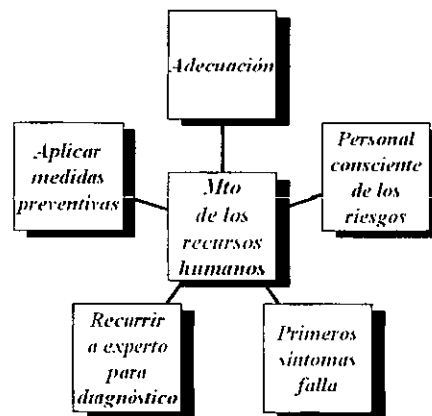 Adecuación
Aplicar
medidas
preventivas
Personal
consciente
de los
riesgos
Mto
de los
recursos
humanos
Recurrir
a experto
para
diagnóstico
Primeros
síntomas
falla